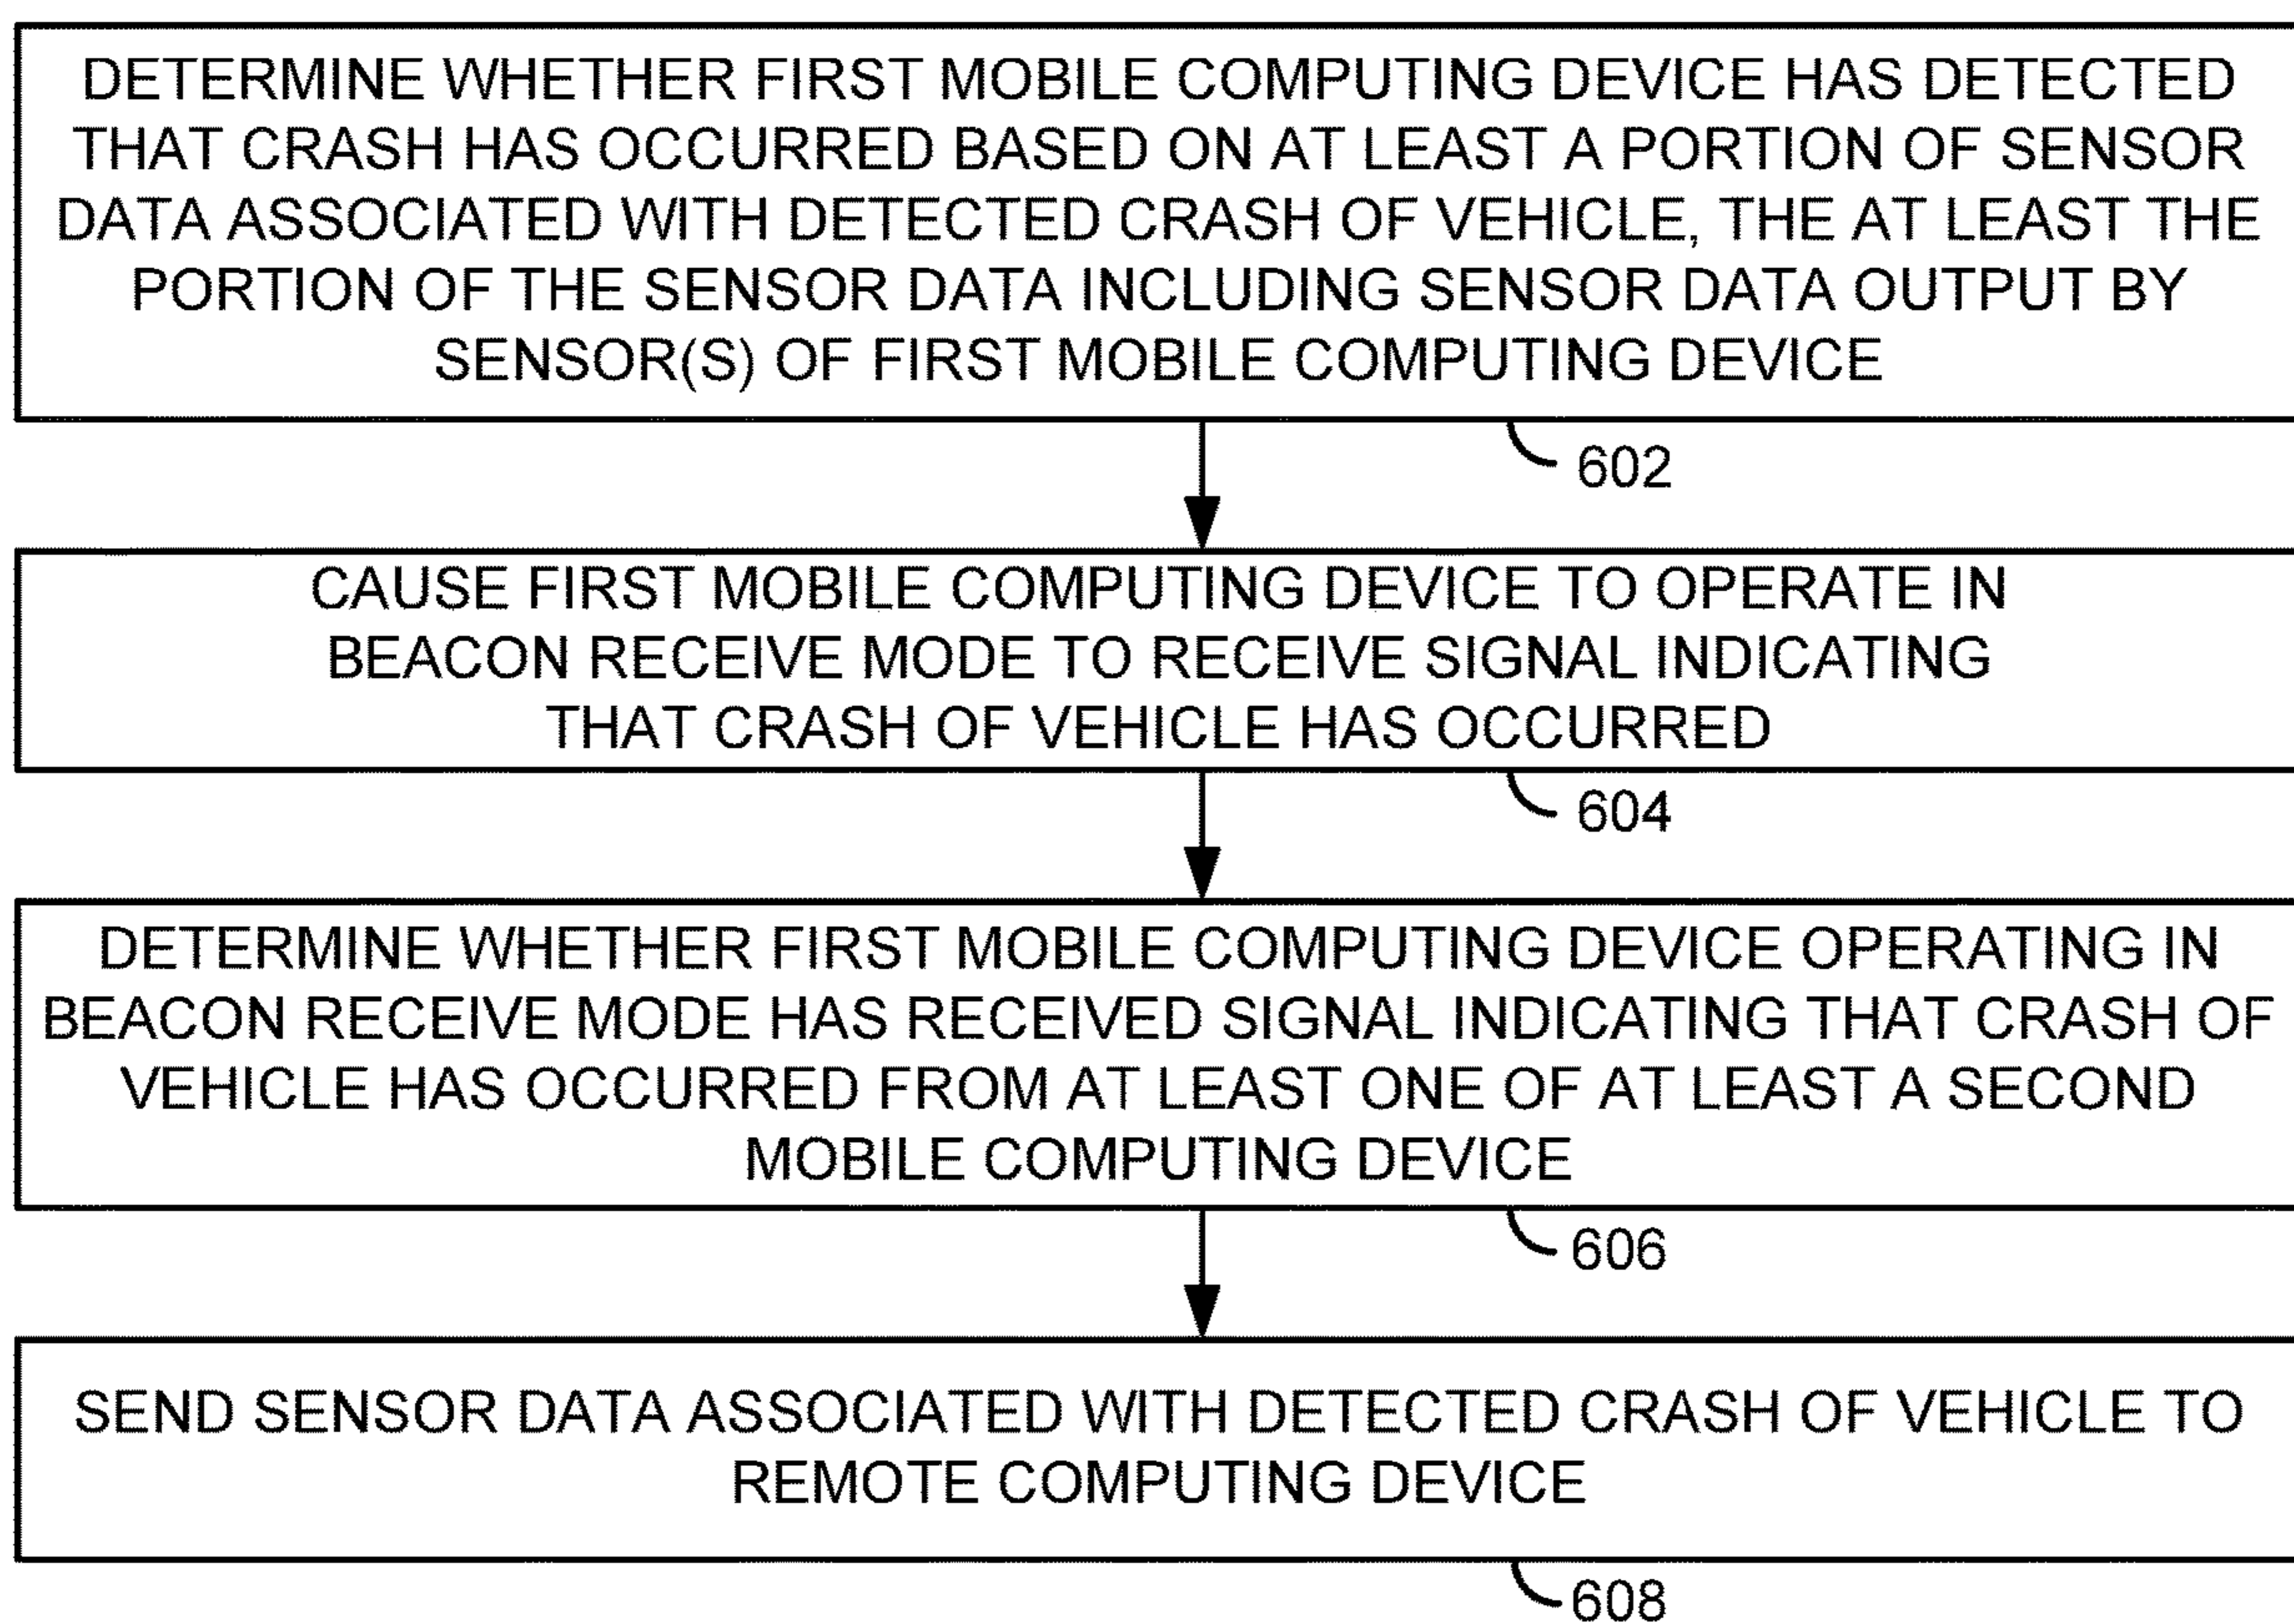 DETERMINE WHETHER FIRST MOBILE COMPUTING DEVICE HAS DETECTED
THAT CRASH HAS OCCURRED BASED ON AT LEAST A PORTION OF SENSOR
DATA ASSOCIATED WITH DETECTED CRASH OF VEHICLE, THE AT LEAST THE
PORTION OF THE SENSOR DATA INCLUDING SENSOR DATA OUTPUT BY
SENSOR(S) OF FIRST MOBILE COMPUTING DEVICE
602
CAUSE FIRST MOBILE COMPUTING DEVICE TO OPERATE IN
BEACON RECEIVE MODE TO RECEIVE SIGNAL INDICATING
THAT CRASH OF VEHICLE HAS OCCURRED
604
DETERMINE WHETHER FIRST MOBILE COMPUTING DEVICE OPERATING IN
BEACON RECEIVE MODE HAS RECEIVED SIGNAL INDICATING THAT CRASH OF
VEHICLE HAS OCCURRED FROM AT LEAST ONE OF AT LEAST A SECOND
MOBILE COMPUTING DEVICE
606
SEND SENSOR DATA ASSOCIATED WITH DETECTED CRASH OF VEHICLE TO
REMOTE COMPUTING DEVICE
608